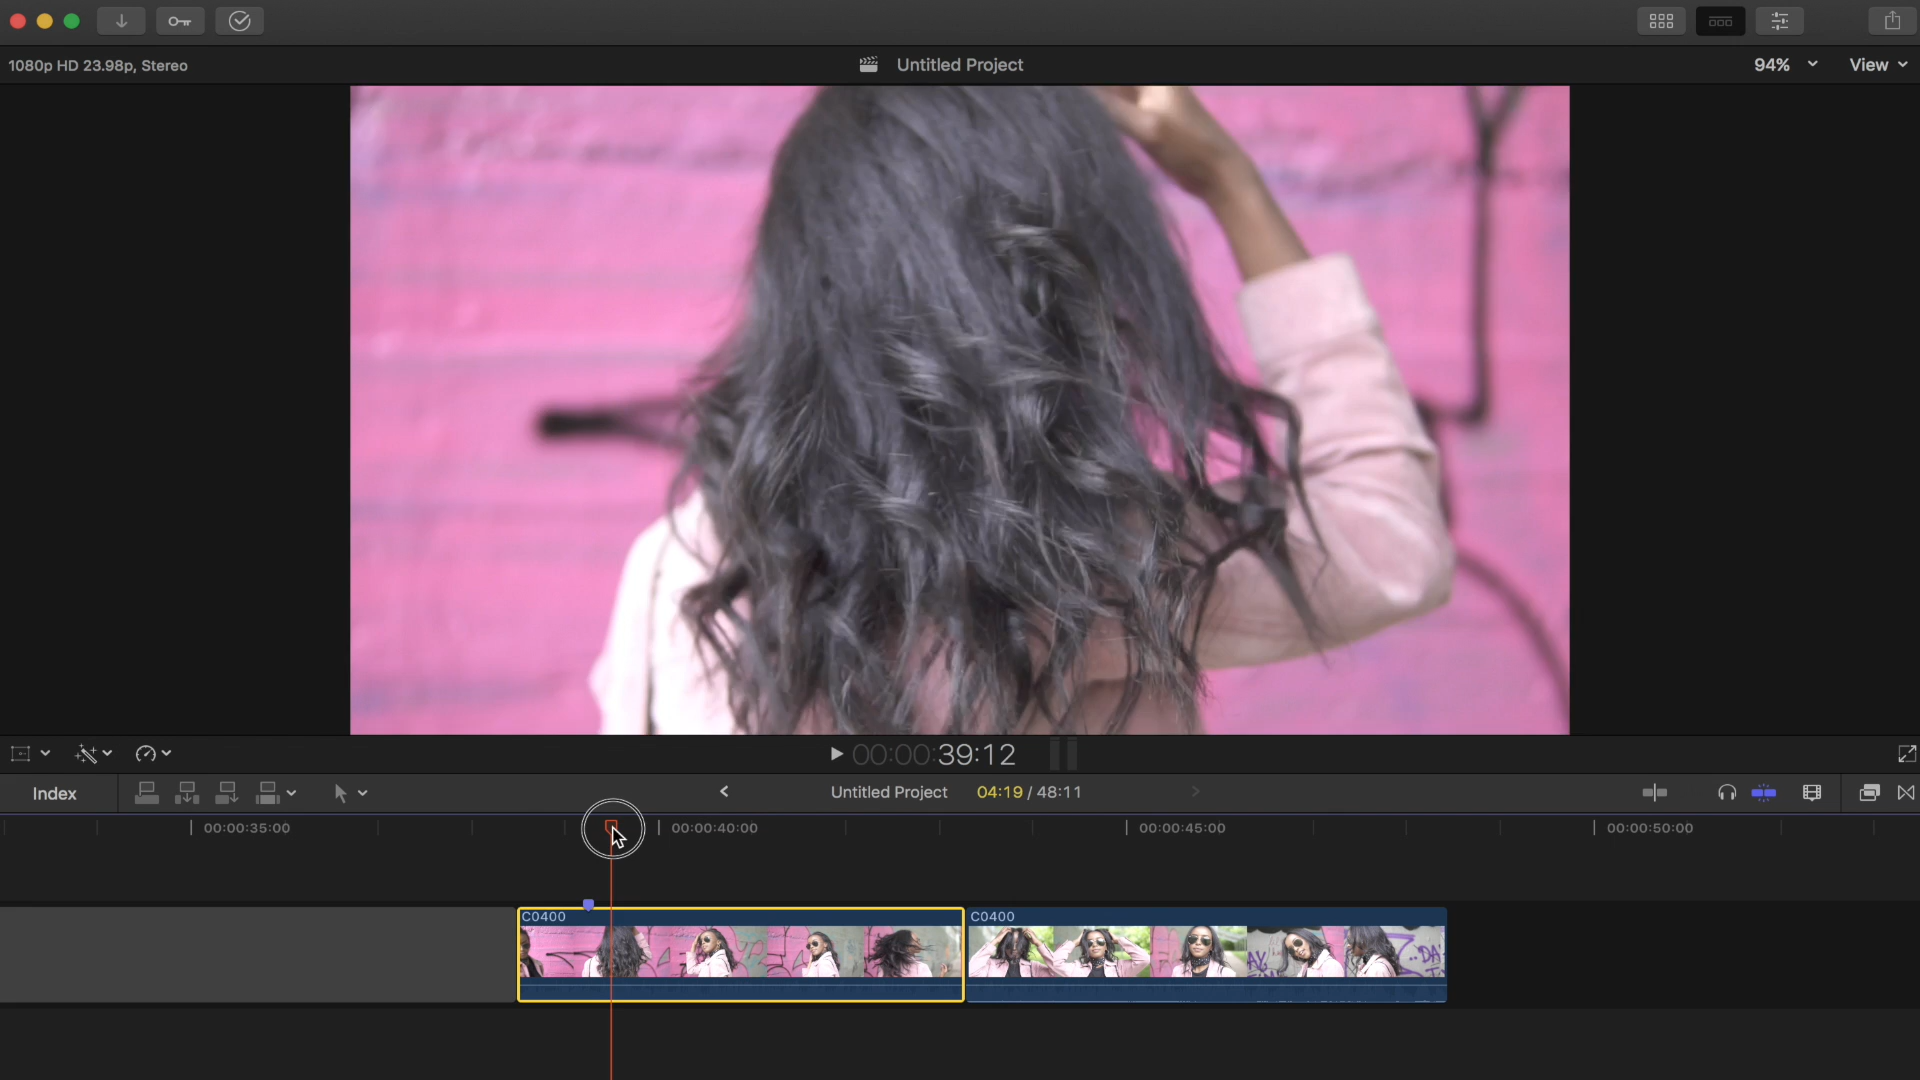 1080p HD 23.98p, Stereo
Untitled Project
94%
View
00:00:39:12
Index
Untitled Project
04:19 / 48:11
00:00:35:00
00:00:40:00
00:00:45:00
00:00:50:00
C0400
C0400